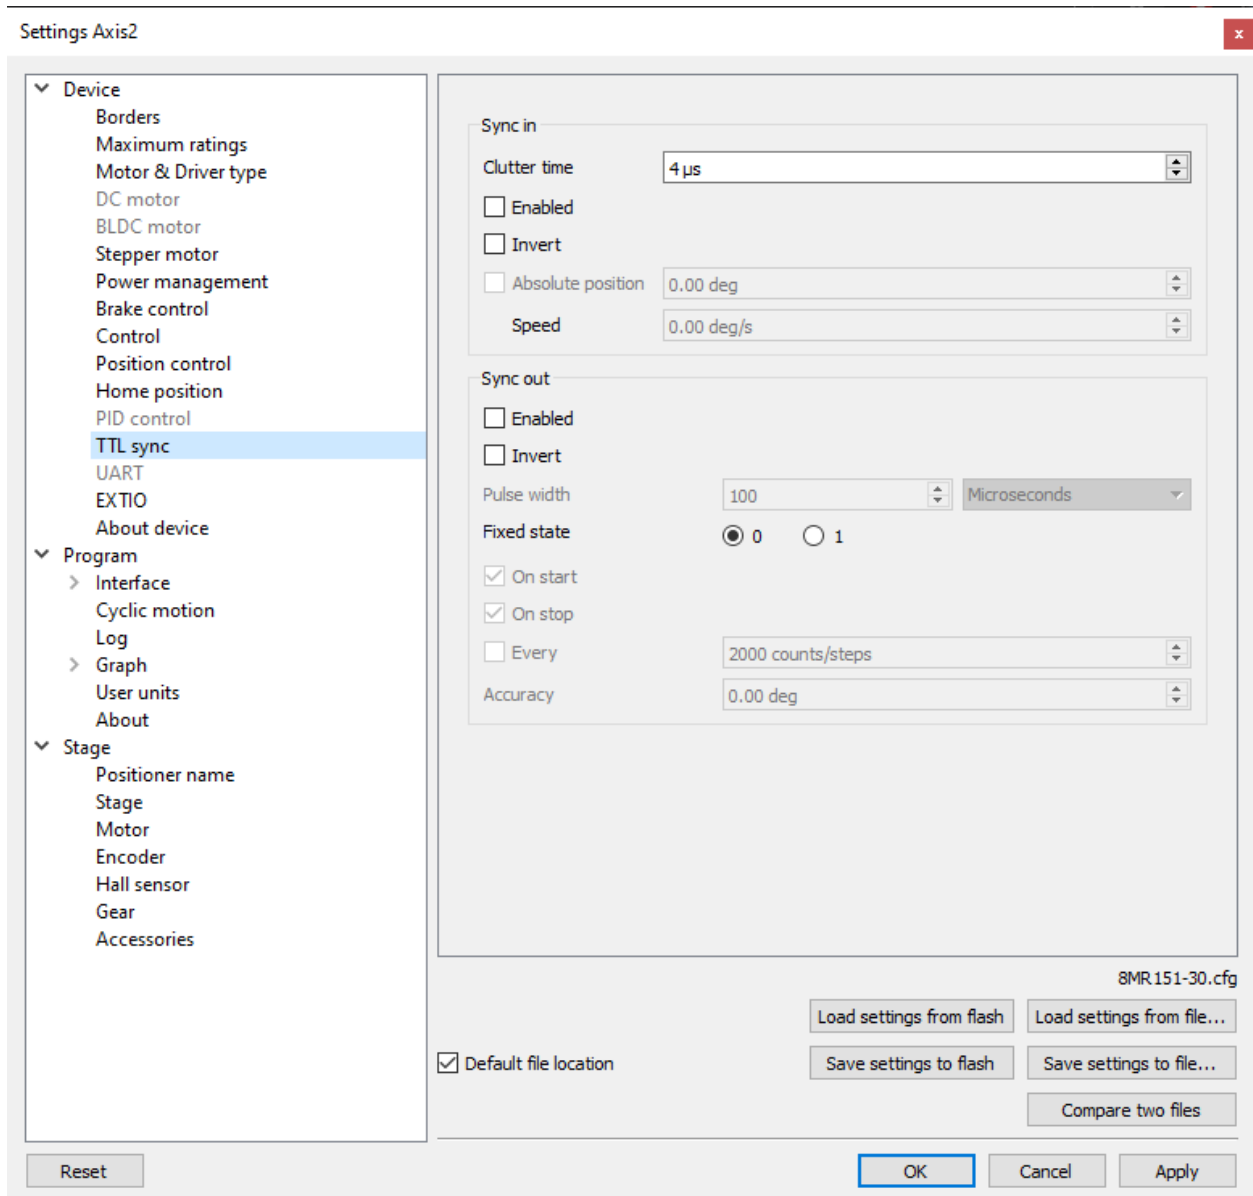 Settings Axis2
x
Device
Borders
Maximum ratings
Motor & Driver type
DC motor
BLDC motor
Stepper motor
Power management
Brake control
Control
Position control
Home position
PID control
TTL sync
UART
EXTIO
About device
Program
Interface
Cyclic motion
Log
Graph
User units
About
Stage
Positioner name
Stage
Motor
Encoder
Hall sensor
Gear
Accessories
Sync in
Clutter time 4 µs
Enabled
Invert
Absolute position 0.00 deg
Speed 0.00 deg/s
Sync out
Enabled
Invert
Pulse width 100 Microseconds
Fixed state 0 1
On start
On stop
Every 2000 counts/steps
Accuracy 0.00 deg
8MR151-30.cfg
Load settings from flash Load settings from file...
Default file location Save settings to flash Save settings to file...
Compare two files
Reset OK Cancel Apply